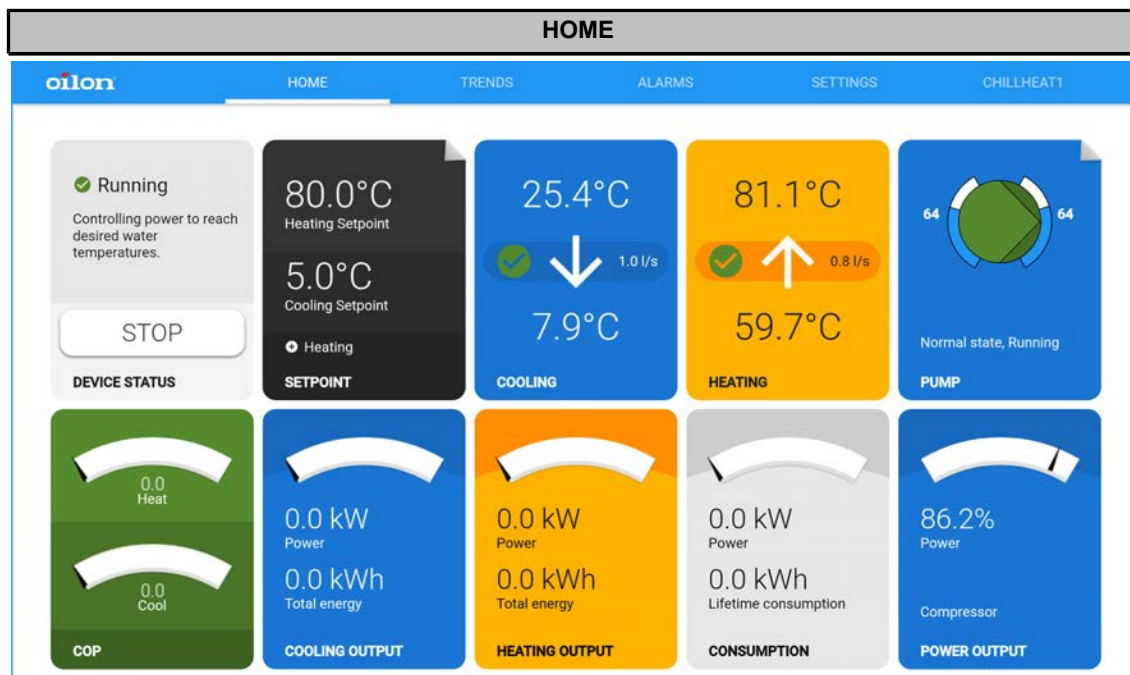 HOME
oilon HOME TRENDS ALARMS SETTINGS CHILLHEAT1
Running
Controlling power to reach
desired water
temperatures.
STOP
DEVICE STATUS
80.0°C
Heating Setpoint
5.0°C
Cooling Setpoint
Heating
SETPOINT
25.4°C
1.0 l/s
7.9°C
COOLING
81.1°C
0.8 l/s
59.7°C
HEATING
64 64
Normal state, Running
PUMP
0.0
Heat
0.0
Cool
COP
0.0 kW
Power
0.0 kWh
Total energy
COOLING OUTPUT
0.0 kW
Power
0.0 kWh
Total energy
HEATING OUTPUT
0.0 kW
Power
0.0 kWh
Lifetime consumption
CONSUMPTION
86.2%
Power
Compressor
POWER OUTPUT